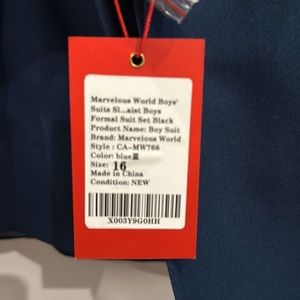 Marvelous World Boys'
Suits Sl...aist Boys
Formal Suit Set Black
Product Name: Boy Suit
Brand: Marvelous World
Style : CA-MW768
Color: blue蓝
Size: 16
Made in China
Condition: NEW
X003Y9G0HH